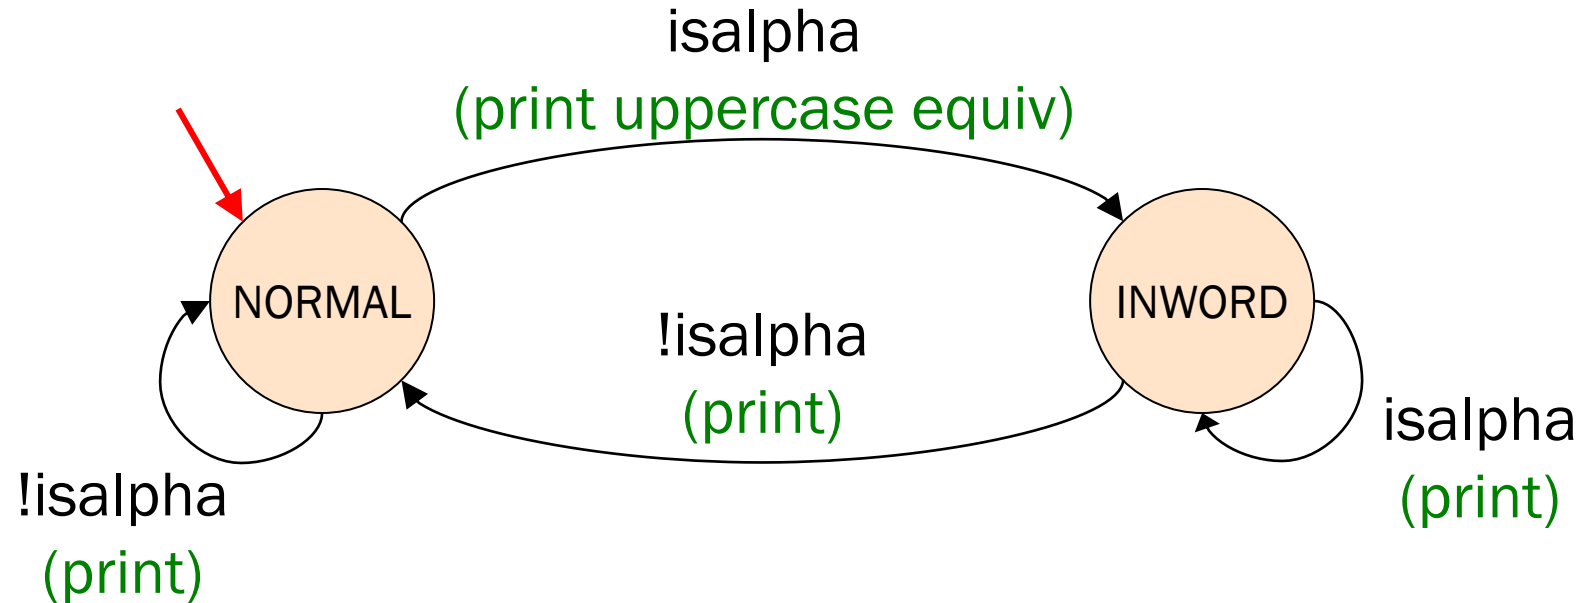 isalpha
(print uppercase equiv)
NORMAL
INWORD
!isalpha
(print)
isalpha
(print)
!isalpha
(print)